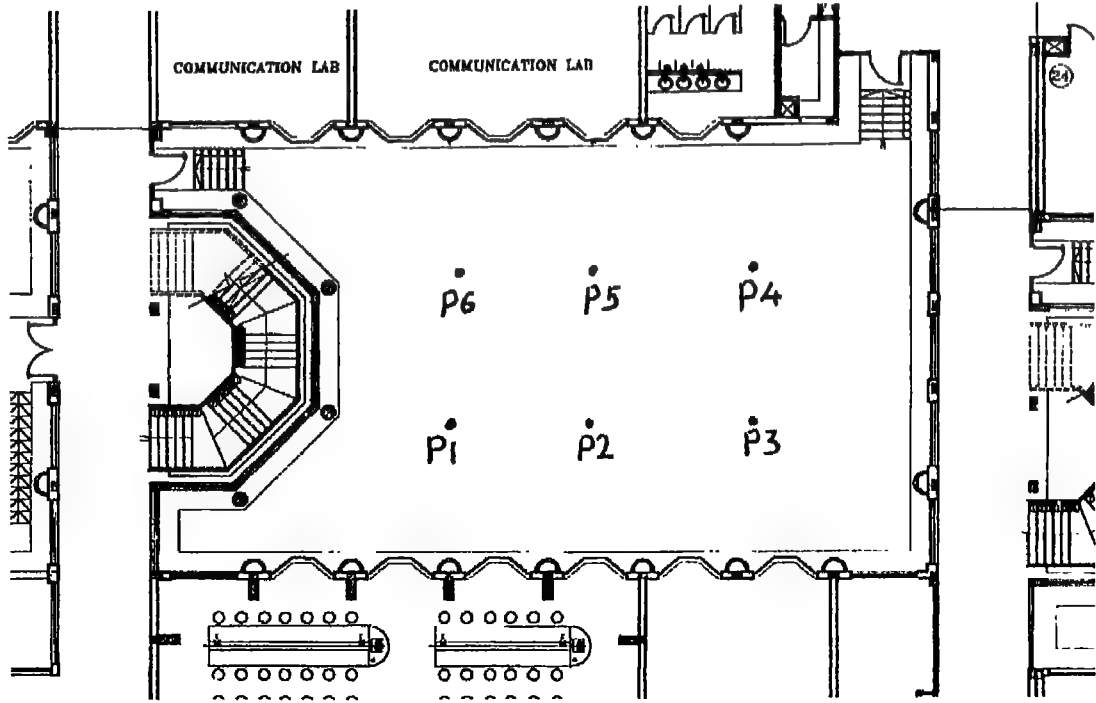 COMMUNICATION LAB COMMUNICATION LAB
24
P6 P5 P4
P1 P2 P3